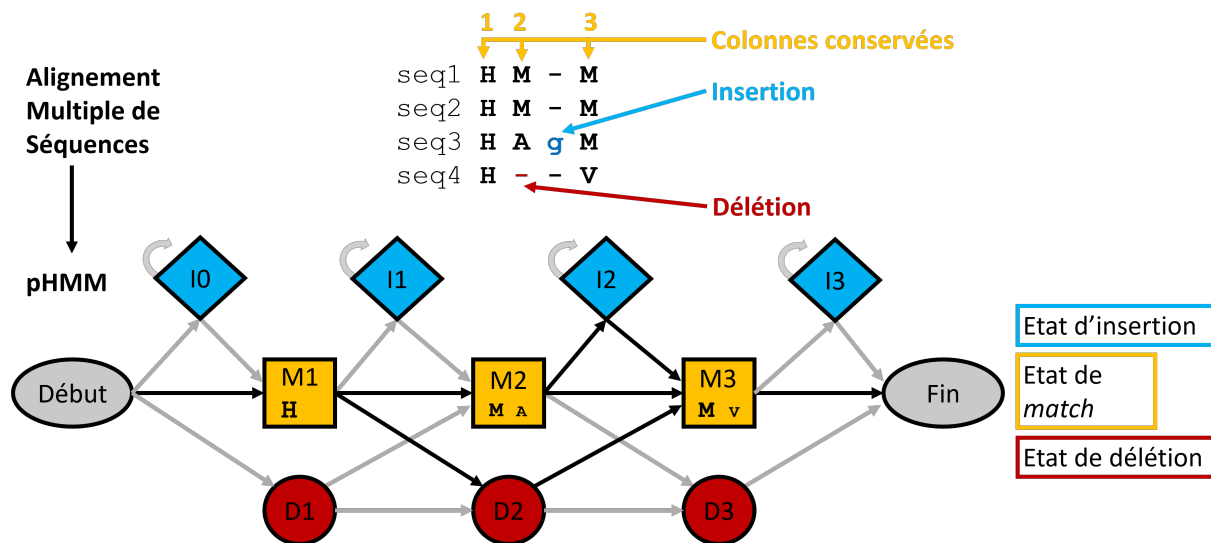 1 2 3
Colonnes conservées
Alignement
Multiple de
Séquences
seq1 H M - M
seq2 H M - M
seq3 H A g M
seq4 H - - V
Insertion
Délétion
pHMM
I0 I1 I2 I3
Début
M1
H
M2
M A
M3
M V
Fin
D1 D2 D3
Etat d'insertion
Etat de
match
Etat de délétion